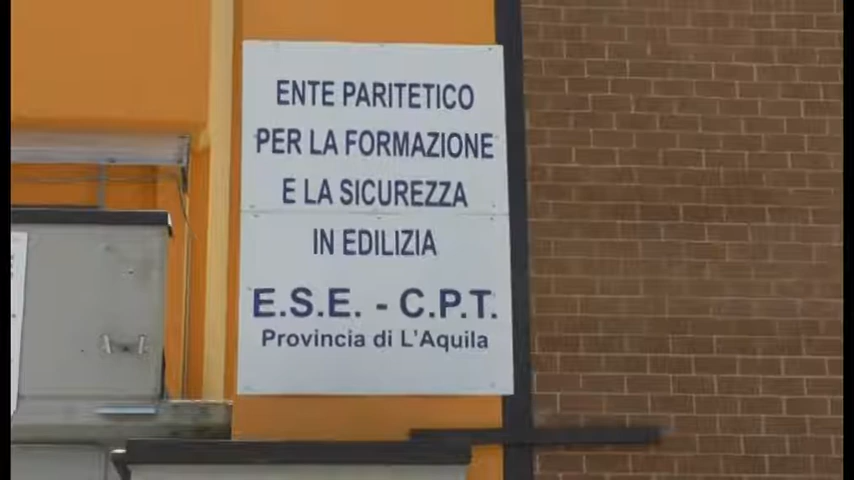 ENTE PARITETICO
PER LA FORMAZIONE
E LA SICUREZZA
IN EDILIZIA
E.S.E. - C.P.T.
Provincia di L'Aquila